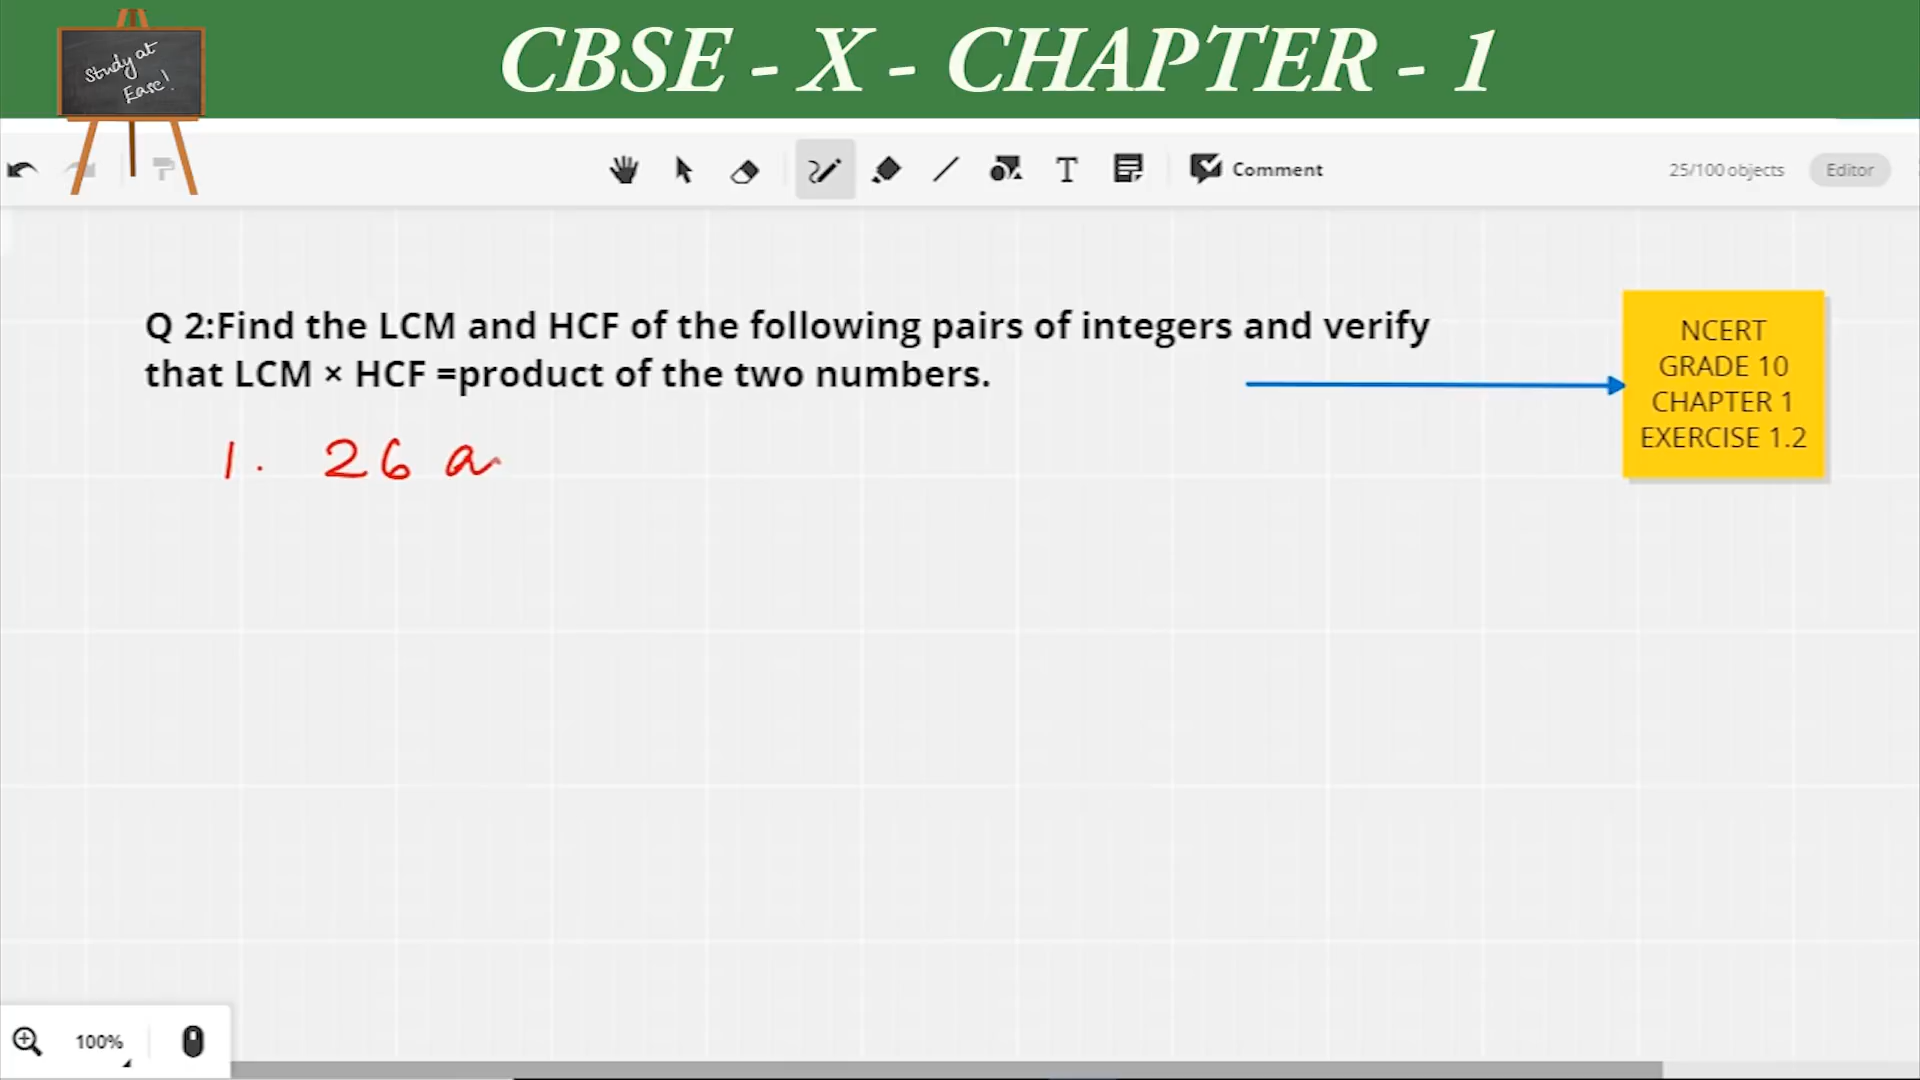 CBSE - X - CHAPTER - 1
Study at
Ease!
T
Comment
25/100 objects
Editor
Q 2:Find the LCM and HCF of the following pairs of integers and verify
that LCM × HCF =product of the two numbers.
NCERT
GRADE 10
CHAPTER 1
EXERCISE 1.2
1. 26 a
100%